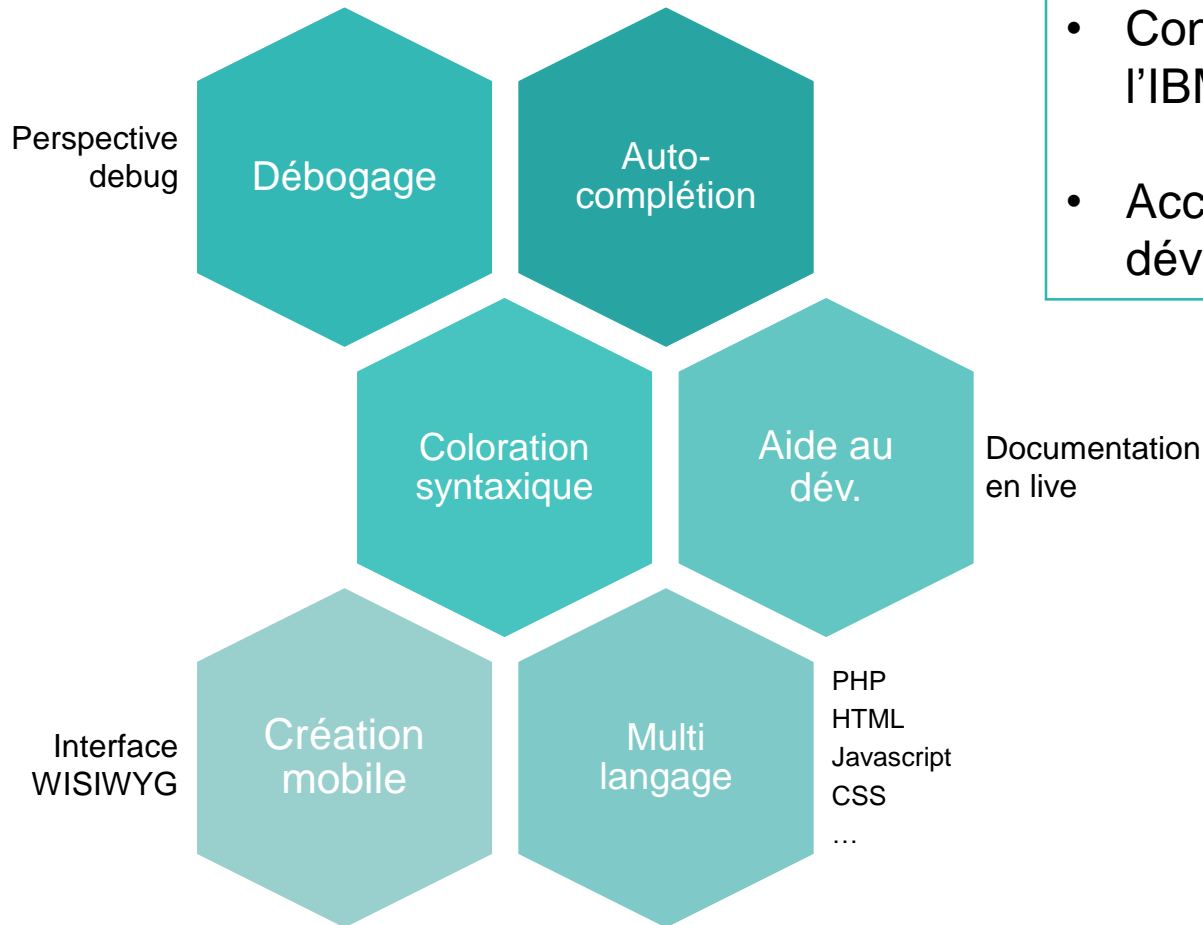 Perspective
debug
Débogage
Auto-
complétion
•
l'IBM
•
Coloration
syntaxique
Aide au
dév.
Documentation
en live
Interface
WISIWYG
Création
mobile
Multi
langage
PHP
HTML
Javascript
CSS
…